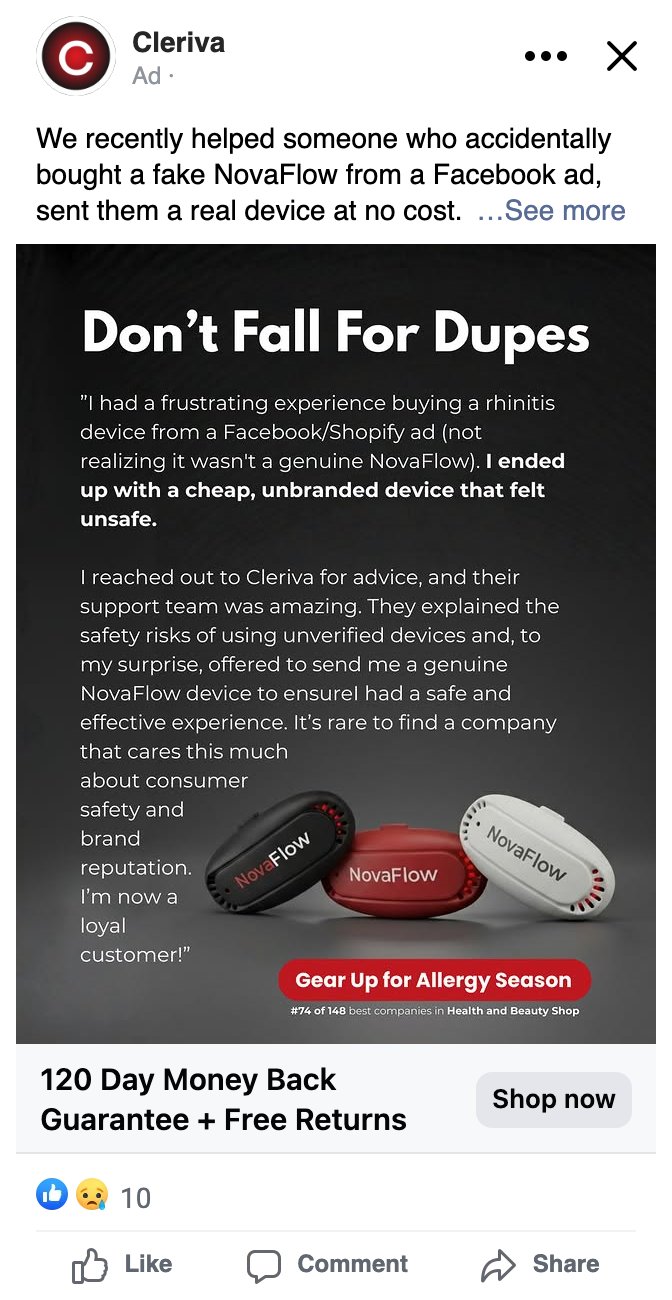 Cleriva
Ad ·
We recently helped someone who accidentally
bought a fake NovaFlow from a Facebook ad,
sent them a real device at no cost. ...See more
Don't Fall For Dupes
"I had a frustrating experience buying a rhinitis
device from a Facebook/Shopify ad (not
realizing it wasn't a genuine NovaFlow). I ended
up with a cheap, unbranded device that felt
unsafe.
I reached out to Cleriva for advice, and their
support team was amazing. They explained the
safety risks of using unverified devices and, to
my surprise, offered to send me a genuine
NovaFlow device to ensureI had a safe and
effective experience. It's rare to find a company
that cares this much
about consumer
safety and
brand
reputation.
I'm now a
loyal
customer!"
NovaFlow
NovaFlow
NovaFlow
Gear Up for Allergy Season
#74 of 148 best companies in Health and Beauty Shop
120 Day Money Back
Guarantee + Free Returns
Shop now
10
Like
Comment
Share